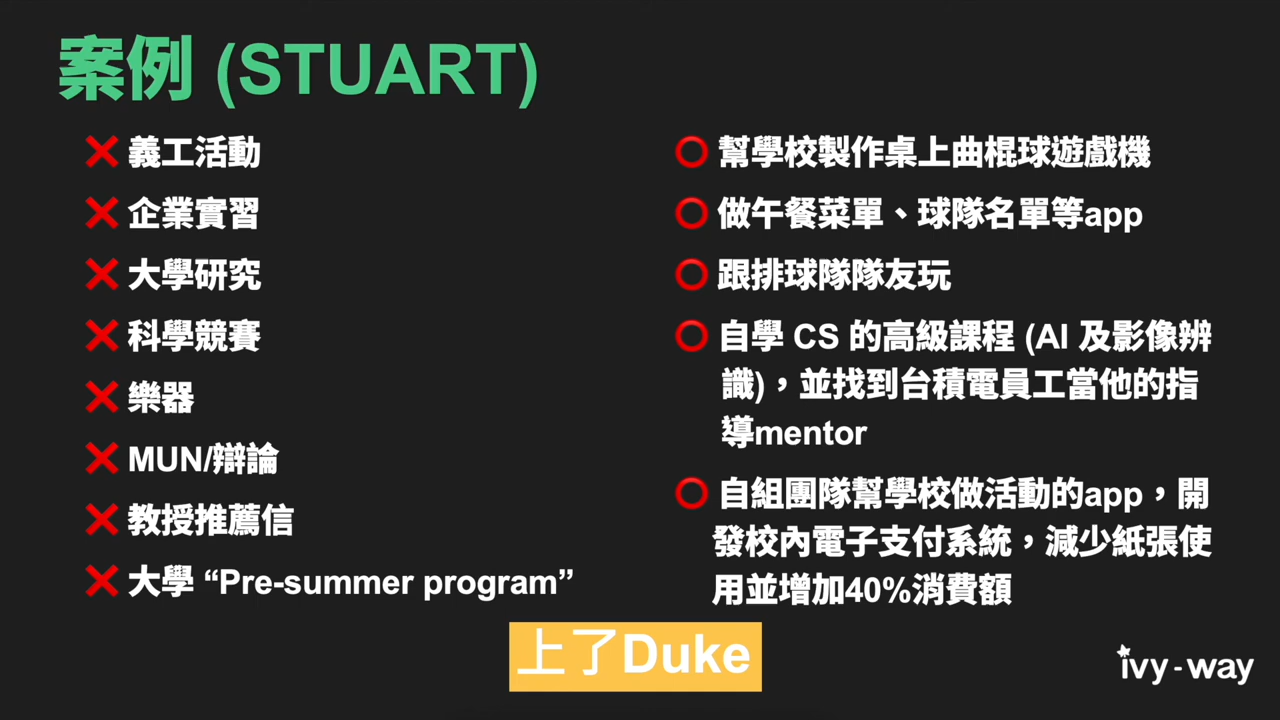 案例 (STUART)
❌ 義工活動
❌ 企業實習
❌ 大學研究
❌ 科學競賽
❌ 樂器
❌ MUN/辯論
❌ 教授推薦信
❌ 大學 “Pre-summer program”
⭕ 幫學校製作桌上曲棍球遊戲機
⭕ 做午餐菜單、球隊名單等app
⭕ 跟排球隊隊友玩
⭕ 自學 CS 的高級課程 (AI 及影像辨
識)，並找到台積電員工當他的指
導mentor
⭕ 自組團隊幫學校做活動的app，開
發校內電子支付系統，減少紙張使
用並增加40%消費額
上了Duke
ivy-way